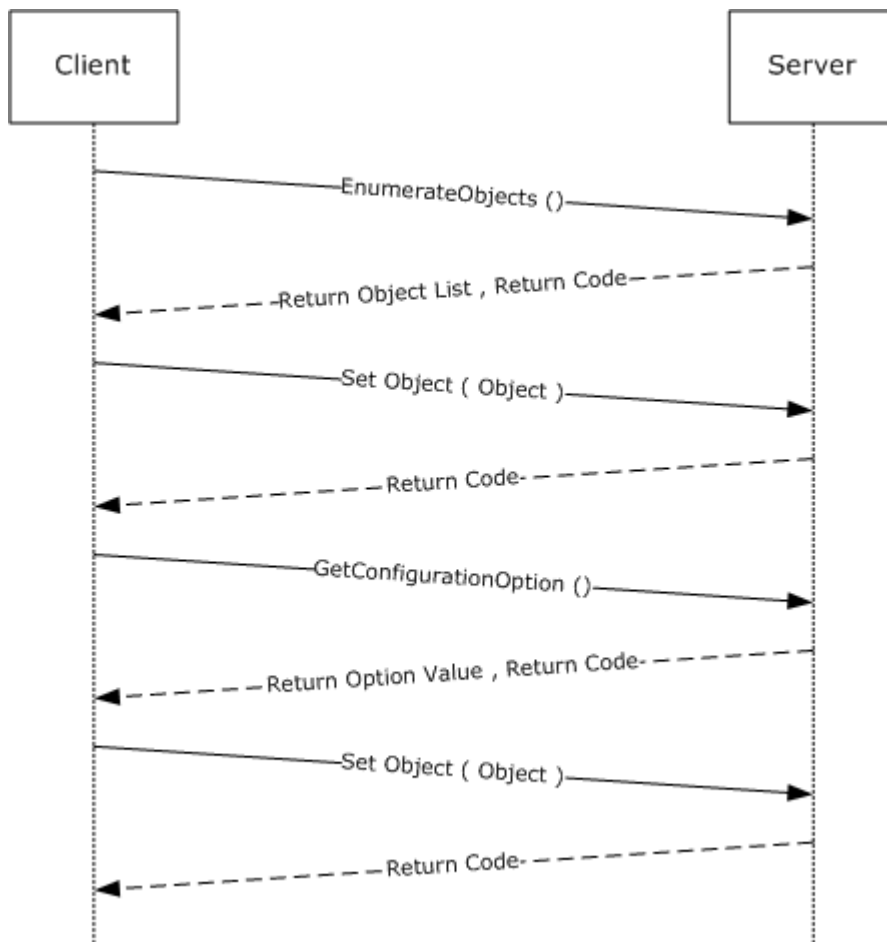 Client
Server
EnumerateObjects ()
Return Object List , Return Code
Set Object ( Object )
Return Code
GetConfigurationOption ()
Return Option Value , Return Code
Set Object ( Object )
Return Code